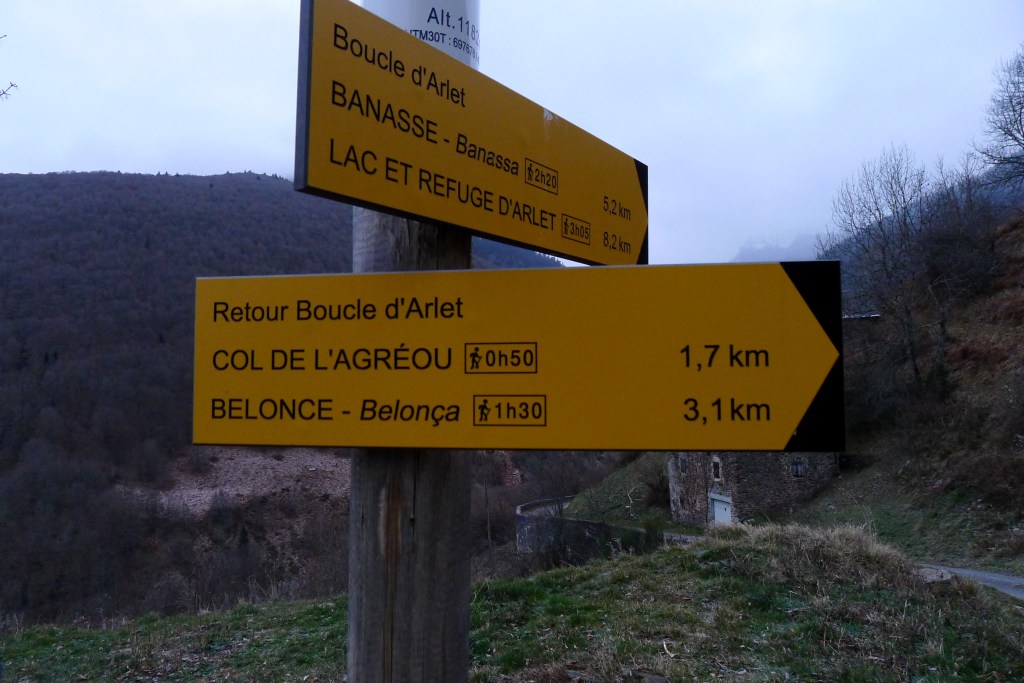 Alt.118
Boucle d'Arlet
BANASSE - Banassa 2h20 5,2 km
LAC ET REFUGE D'ARLET 3h05 8,2 km
Retour Boucle d'Arlet
COL DE L'AGRÉOU 0h50 1,7 km
BELONCE - Belonça 1h30 3,1 km